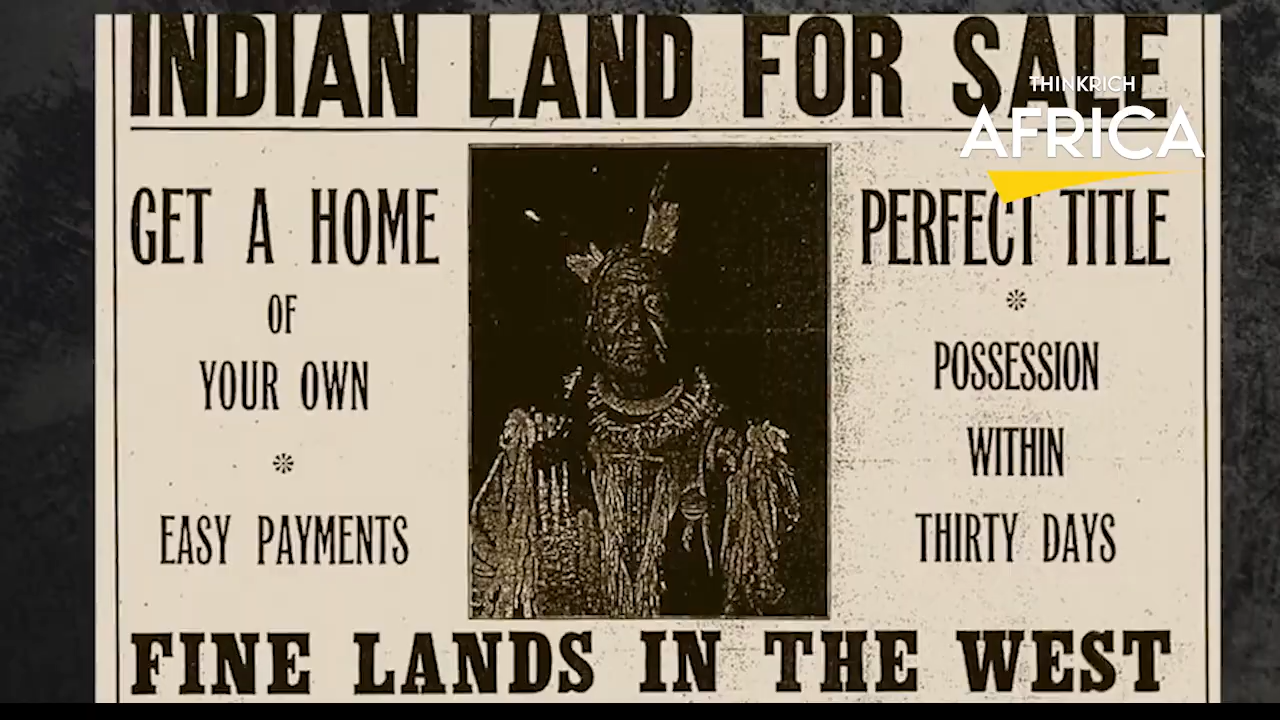 INDIAN LAND FOR SALE
THINKRICH
AFRICA
GET A HOME
OF
YOUR OWN
*
EASY PAYMENTS
PERFECT TITLE
*
POSSESSION
WITHIN
THIRTY DAYS
FINE LANDS IN THE WEST